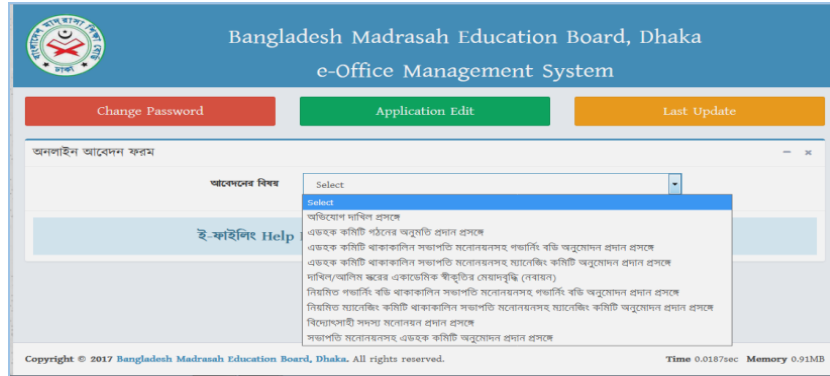 Bangladesh Madrasah Education Board, Dhaka
e-Office Management System
Change Password Application Edit Last Update
অনলাইন আবেদন ফরম
আবেদনের বিষয় Select
Select
অভিযোগ দাখিল প্রসঙ্গে
এডহক কমিটি গঠনের অনুমতি প্রদান প্রসঙ্গে
এডহক কমিটি থাকাকালিন সভাপতি মনোনয়নসহ গভার্নিং বডি অনুমোদন প্রদান প্রসঙ্গে
এডহক কমিটি থাকাকালিন সভাপতি মনোনয়নসহ ম্যানেজিং কমিটি অনুমোদন প্রদান প্রসঙ্গে
দাখিল/আলিম স্তরের একাডেমিক স্বীকৃতির মেয়াদবৃদ্ধি (নবায়ন)
নিয়মিত গভার্নিং বডি থাকাকালিন সভাপতি মনোনয়নসহ গভার্নিং বডি অনুমোদন প্রদান প্রসঙ্গে
নিয়মিত ম্যানেজিং কমিটি থাকাকালিন সভাপতি মনোনয়নসহ ম্যানেজিং কমিটি অনুমোদন প্রদান প্রসঙ্গে
বিদ্যোৎসাহী সদস্য মনোনয়ন প্রদান প্রসঙ্গে
সভাপতি মনোনয়নসহ এডহক কমিটি অনুমোদন প্রদান প্রসঙ্গে
ই-ফাইলিং Help
Copyright © 2017 Bangladesh Madrasah Education Board, Dhaka. All rights reserved. Time 0.0187sec Memory 0.91MB